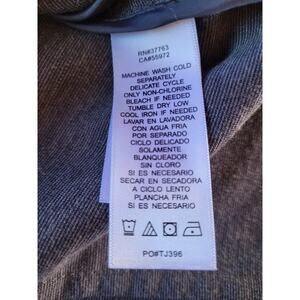 RN#37763
CA#55972
MACHINE WASH COLD
SEPARATELY
DELICATE CYCLE
ONLY NON-CHLORINE
BLEACH IF NEEDED
TUMBLE DRY LOW
COOL IRON IF NEEDED
LAVAR EN LAVADORA
CON AGUA FRIA
POR SEPARADO
CICLO DELICADO
SOLAMENTE
BLANQUEADOR
SIN CLORO
SI ES NECESARIO
SECAR EN SECADORA
A CICLO LENTO
PLANCHA FRIA
SI ES NECESARIO
PO#TJ396